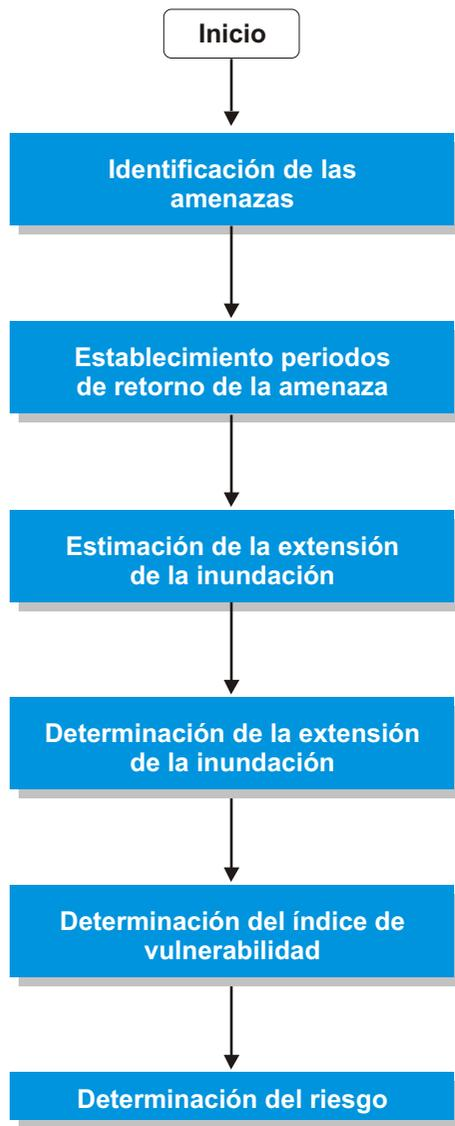 Inicio
Identificación de las
amenazas
Establecimiento periodos
de retorno de la amenaza
Estimación de la extensión
de la inundación
Determinación de la extensión
de la inundación
Determinación del índice de
vulnerabilidad
Determinación del riesgo